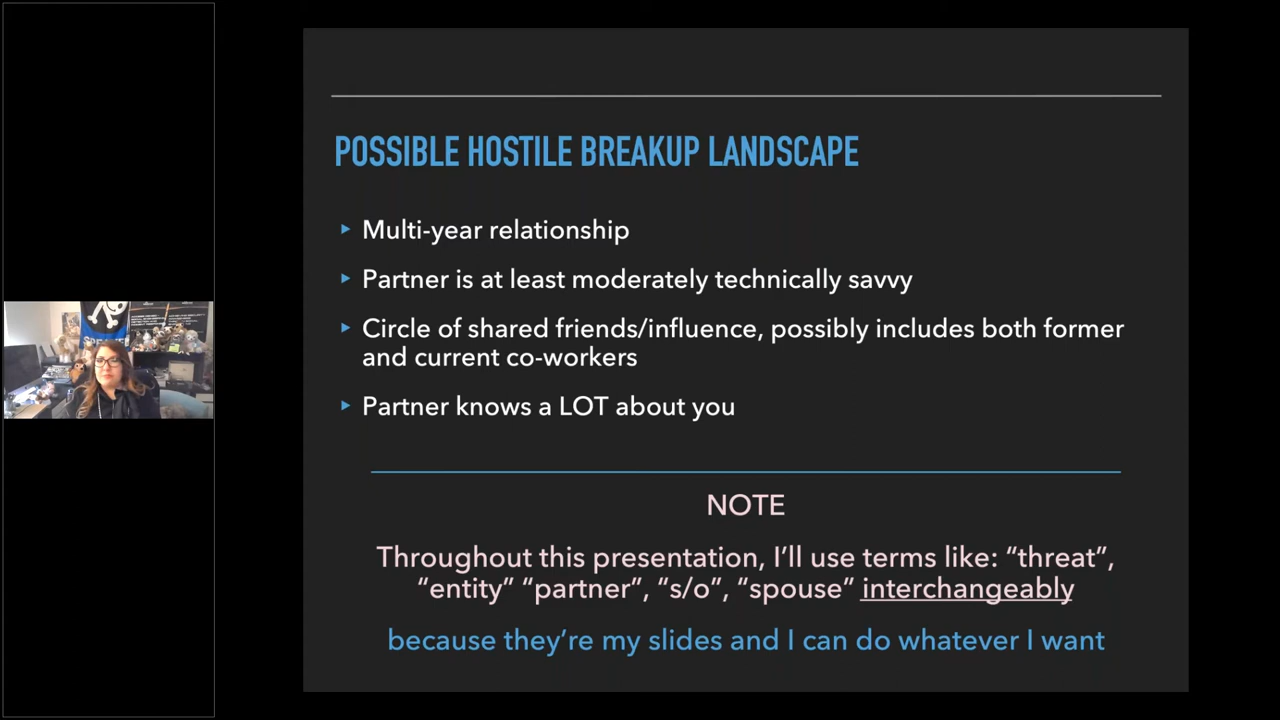 POSSIBLE HOSTILE BREAKUP LANDSCAPE
Multi-year relationship
Partner is at least moderately technically savvy
Circle of shared friends/influence, possibly includes both former
and current co-workers
Partner knows a LOT about you
NOTE
Throughout this presentation, I’ll use terms like: “threat”,
“entity” “partner”, “s/o”, “spouse” interchangeably
because they’re my slides and I can do whatever I want